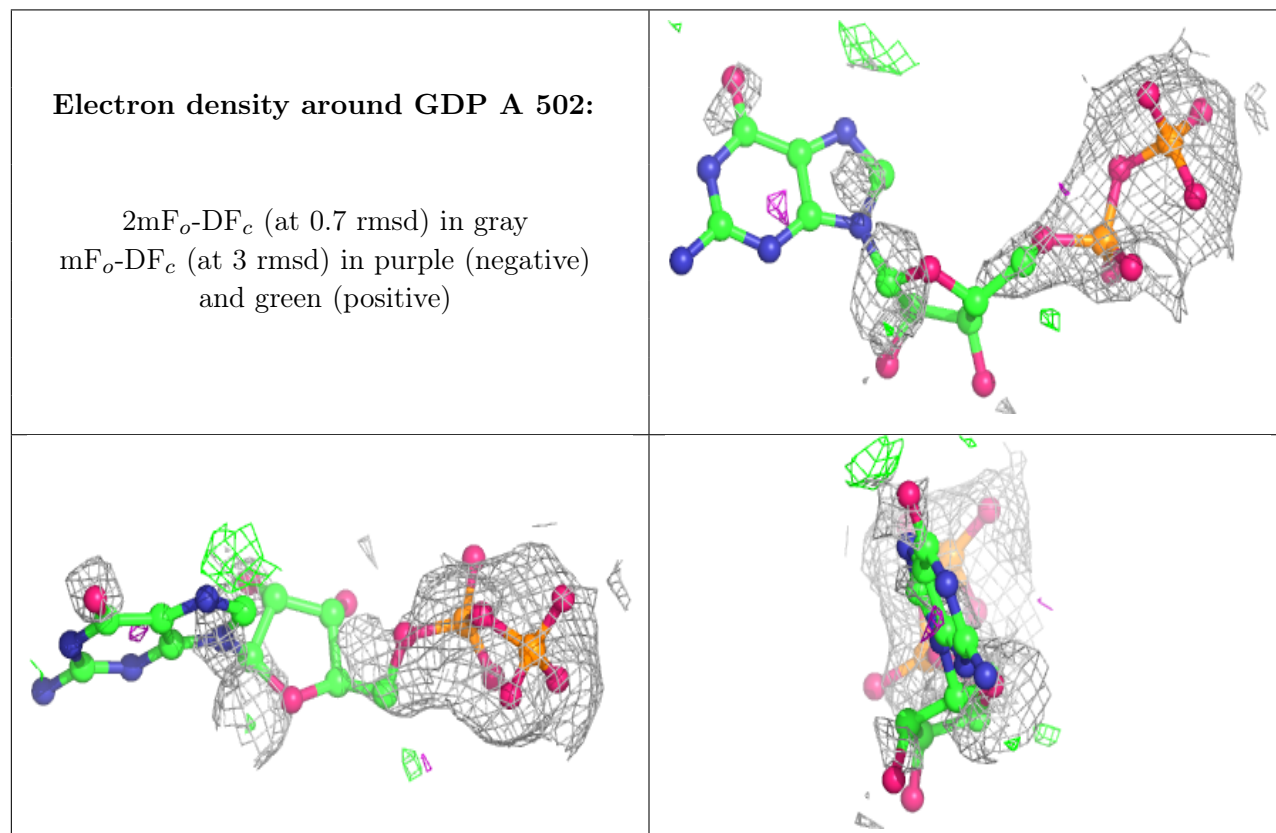 Electron density around GDP A 502:
2mFo-DFc (at 0.7 rmsd) in gray
mFo-DFc (at 3 rmsd) in purple (negative)
and green (positive)